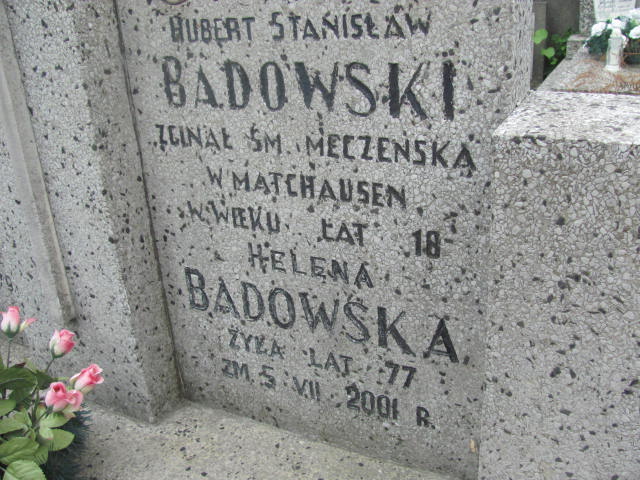 HUBERT STANISŁAW
BADOWSKI
ZGINĄŁ ŚM. MĘCZEŃSKĄ
W MATCHAUSEN
W WIEKU LAT 18
HELENA
BADOWSKA
ŻYŁA LAT 77
ZM. 5 VII 2001 R.